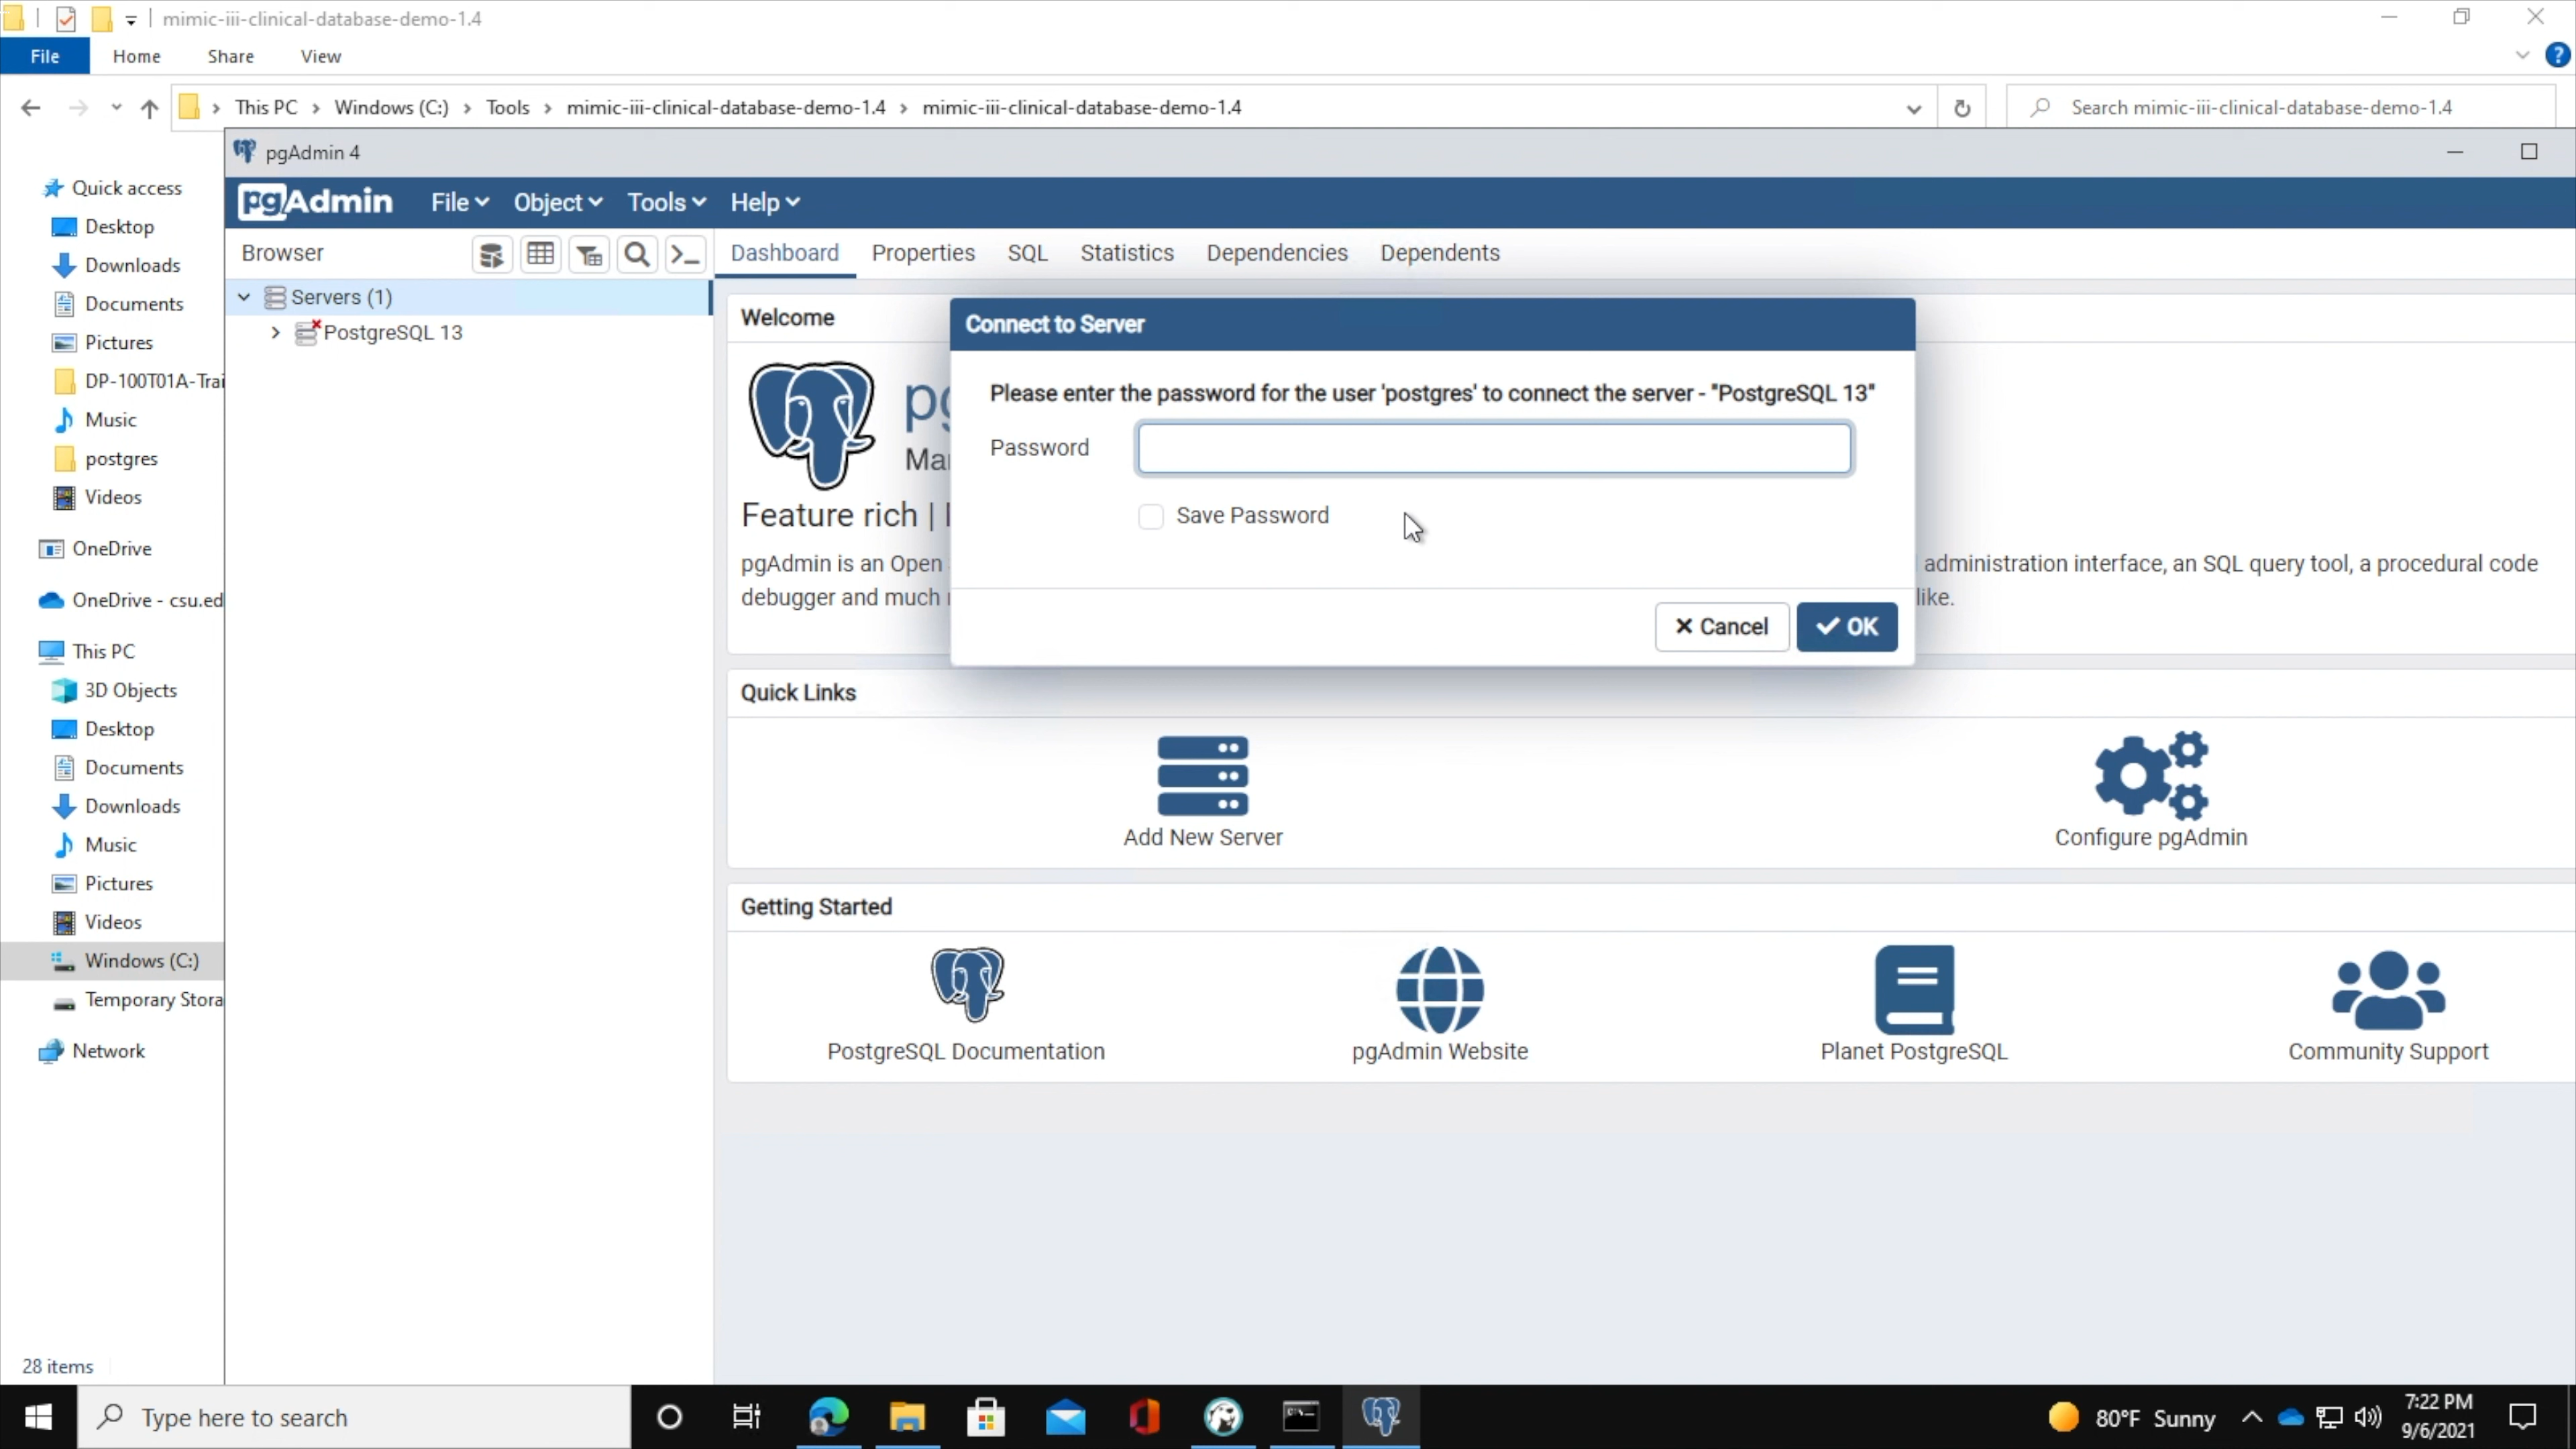 mimic-iii-clinical-database-demo-1.4
File Home Share View
This PC Windows (C:) Tools mimic-iii-clinical-database-demo-1.4 mimic-iii-clinical-database-demo-1.4
Search mimic-iii-clinical-database-demo-1.4
Quick access
Desktop
Downloads
Documents
Pictures
DP-100T01A-Trai
Music
postgres
Videos
OneDrive
OneDrive - csu.ed
This PC
3D Objects
Desktop
Documents
Downloads
Music
Pictures
Videos
Windows (C:)
Temporary Stora
Network
28 items
pgAdmin 4
pgAdmin File Object Tools Help
Browser
Servers (1)
PostgreSQL 13
Dashboard Properties SQL Statistics Dependencies Dependents
Welcome
Feature rich |
pgAdmin is an Open administration interface, an SQL query tool, a procedural code
debugger and much like.
Connect to Server
Please enter the password for the user 'postgres' to connect the server - "PostgreSQL 13"
Password
Save Password
Cancel OK
Quick Links
Add New Server
Configure pgAdmin
Getting Started
PostgreSQL Documentation
pgAdmin Website
Planet PostgreSQL
Community Support
Type here to search
80°F Sunny
7:22 PM
9/6/2021